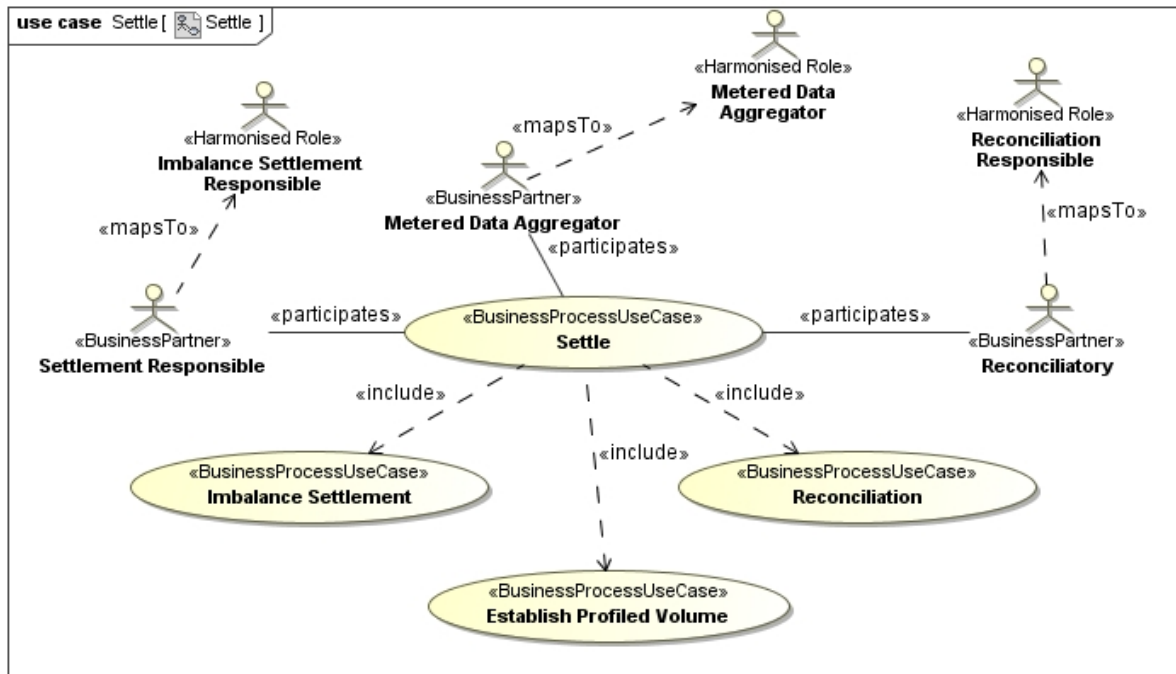 use case Settle [ Settle ]
«Harmonised Role»
Metered Data
Aggregator
«Harmonised Role»
Reconciliation
Responsible
«Harmonised Role»
Imbalance Settlement
Responsible
«mapsTo»
«BusinessPartner»
Metered Data Aggregator
«mapsTo»
«mapsTo»
«participates»
«BusinessPartner»
Settlement Responsible
«participates»
«BusinessProcessUseCase»
Settle
«participates»
«BusinessPartner»
Reconciliatory
«include»
«include»
«include»
«BusinessProcessUseCase»
Imbalance Settlement
«BusinessProcessUseCase»
Reconciliation
«BusinessProcessUseCase»
Establish Profiled Volume